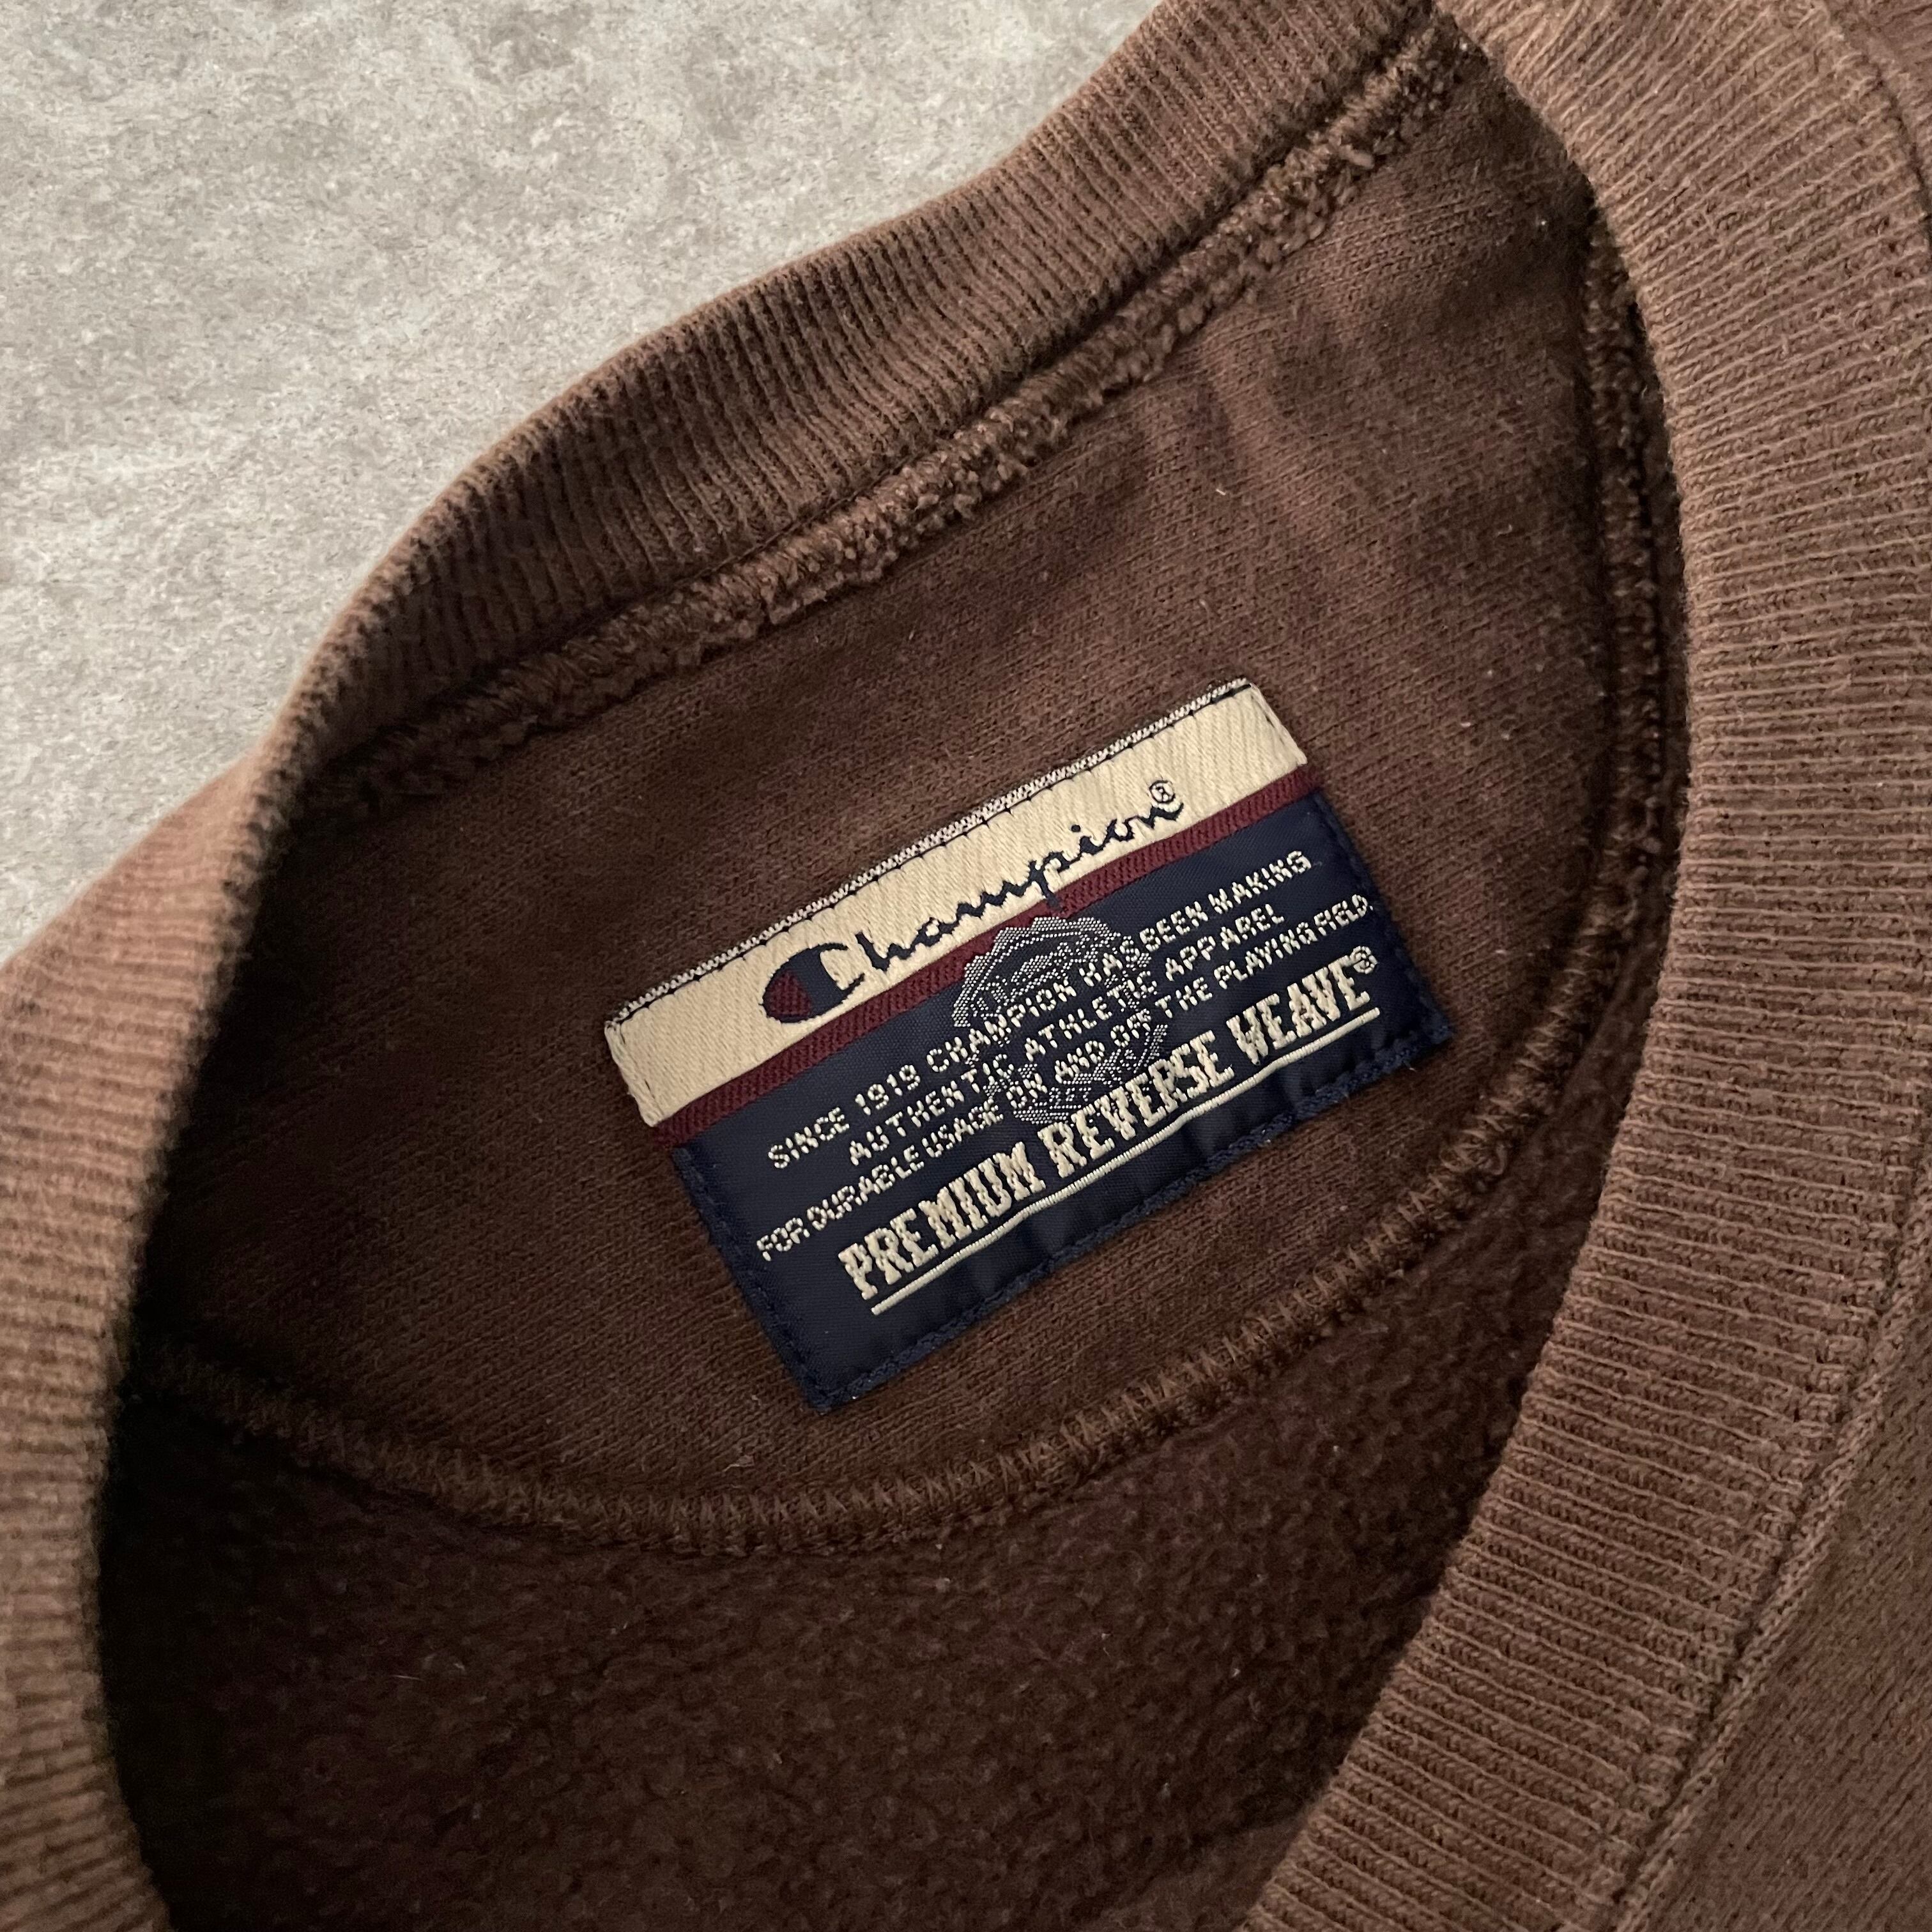 Champion®
SINCE 1919 CHAMPION HAS BEEN MAKING
AUTHENTIC ATHLETIC APPAREL
FOR DURABLE USAGE ON AND OFF THE PLAYING FIELD.
PREMIUM REVERSE WEAVE®